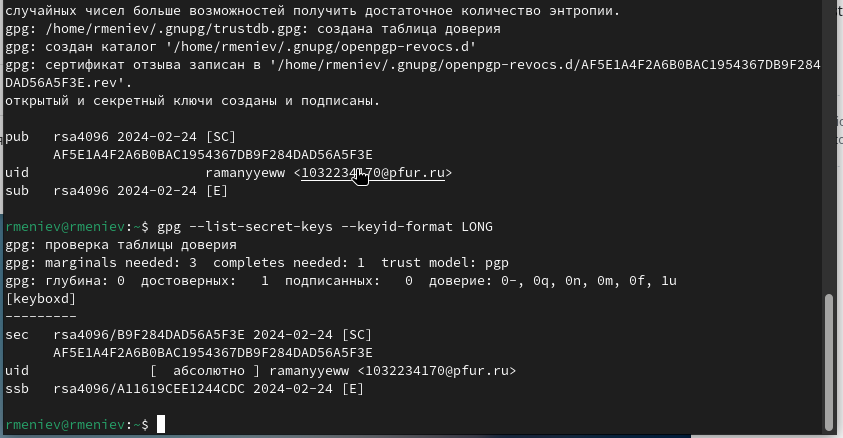 случайных чисел больше возможностей получить достаточное количество энтропии.
gpg: /home/rmeniev/.gnupg/trustdb.gpg: создана таблица доверия
gpg: создан каталог '/home/rmeniev/.gnupg/openpgp-revocs.d'
gpg: сертификат отзыва записан в '/home/rmeniev/.gnupg/openpgp-revocs.d/AF5E1A4F2A6B0BAC1954367DB9F284
DAD56A5F3E.rev'.
открытый и секретный ключи созданы и подписаны.
pub   rsa4096 2024-02-24 [SC]
      AF5E1A4F2A6B0BAC1954367DB9F284DAD56A5F3E
uid                      ramanyyeww <1032234170@pfur.ru>
sub   rsa4096 2024-02-24 [E]
rmeniev@rmeniev:~$ gpg --list-secret-keys --keyid-format LONG
gpg: проверка таблицы доверия
gpg: marginals needed: 3  completes needed: 1  trust model: pgp
gpg: глубина: 0  достоверных:   1  подписанных:   0  доверие: 0-, 0q, 0n, 0m, 0f, 1u
[keyboxd]
---------
sec   rsa4096/B9F284DAD56A5F3E 2024-02-24 [SC]
      AF5E1A4F2A6B0BAC1954367DB9F284DAD56A5F3E
uid              [  абсолютно ] ramanyyeww <1032234170@pfur.ru>
ssb   rsa4096/A11619CEE1244CDC 2024-02-24 [E]
rmeniev@rmeniev:~$